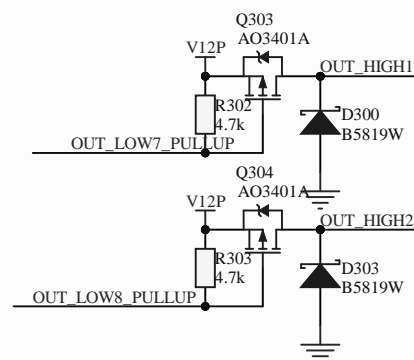 Q303
AO3401A
V12P
OUT_HIGH1
R302
4.7k
D300
B5819W
OUT_LOW7_PULLUP
Q304
AO3401A
V12P
OUT_HIGH2
R303
4.7k
D303
B5819W
OUT_LOW8_PULLUP